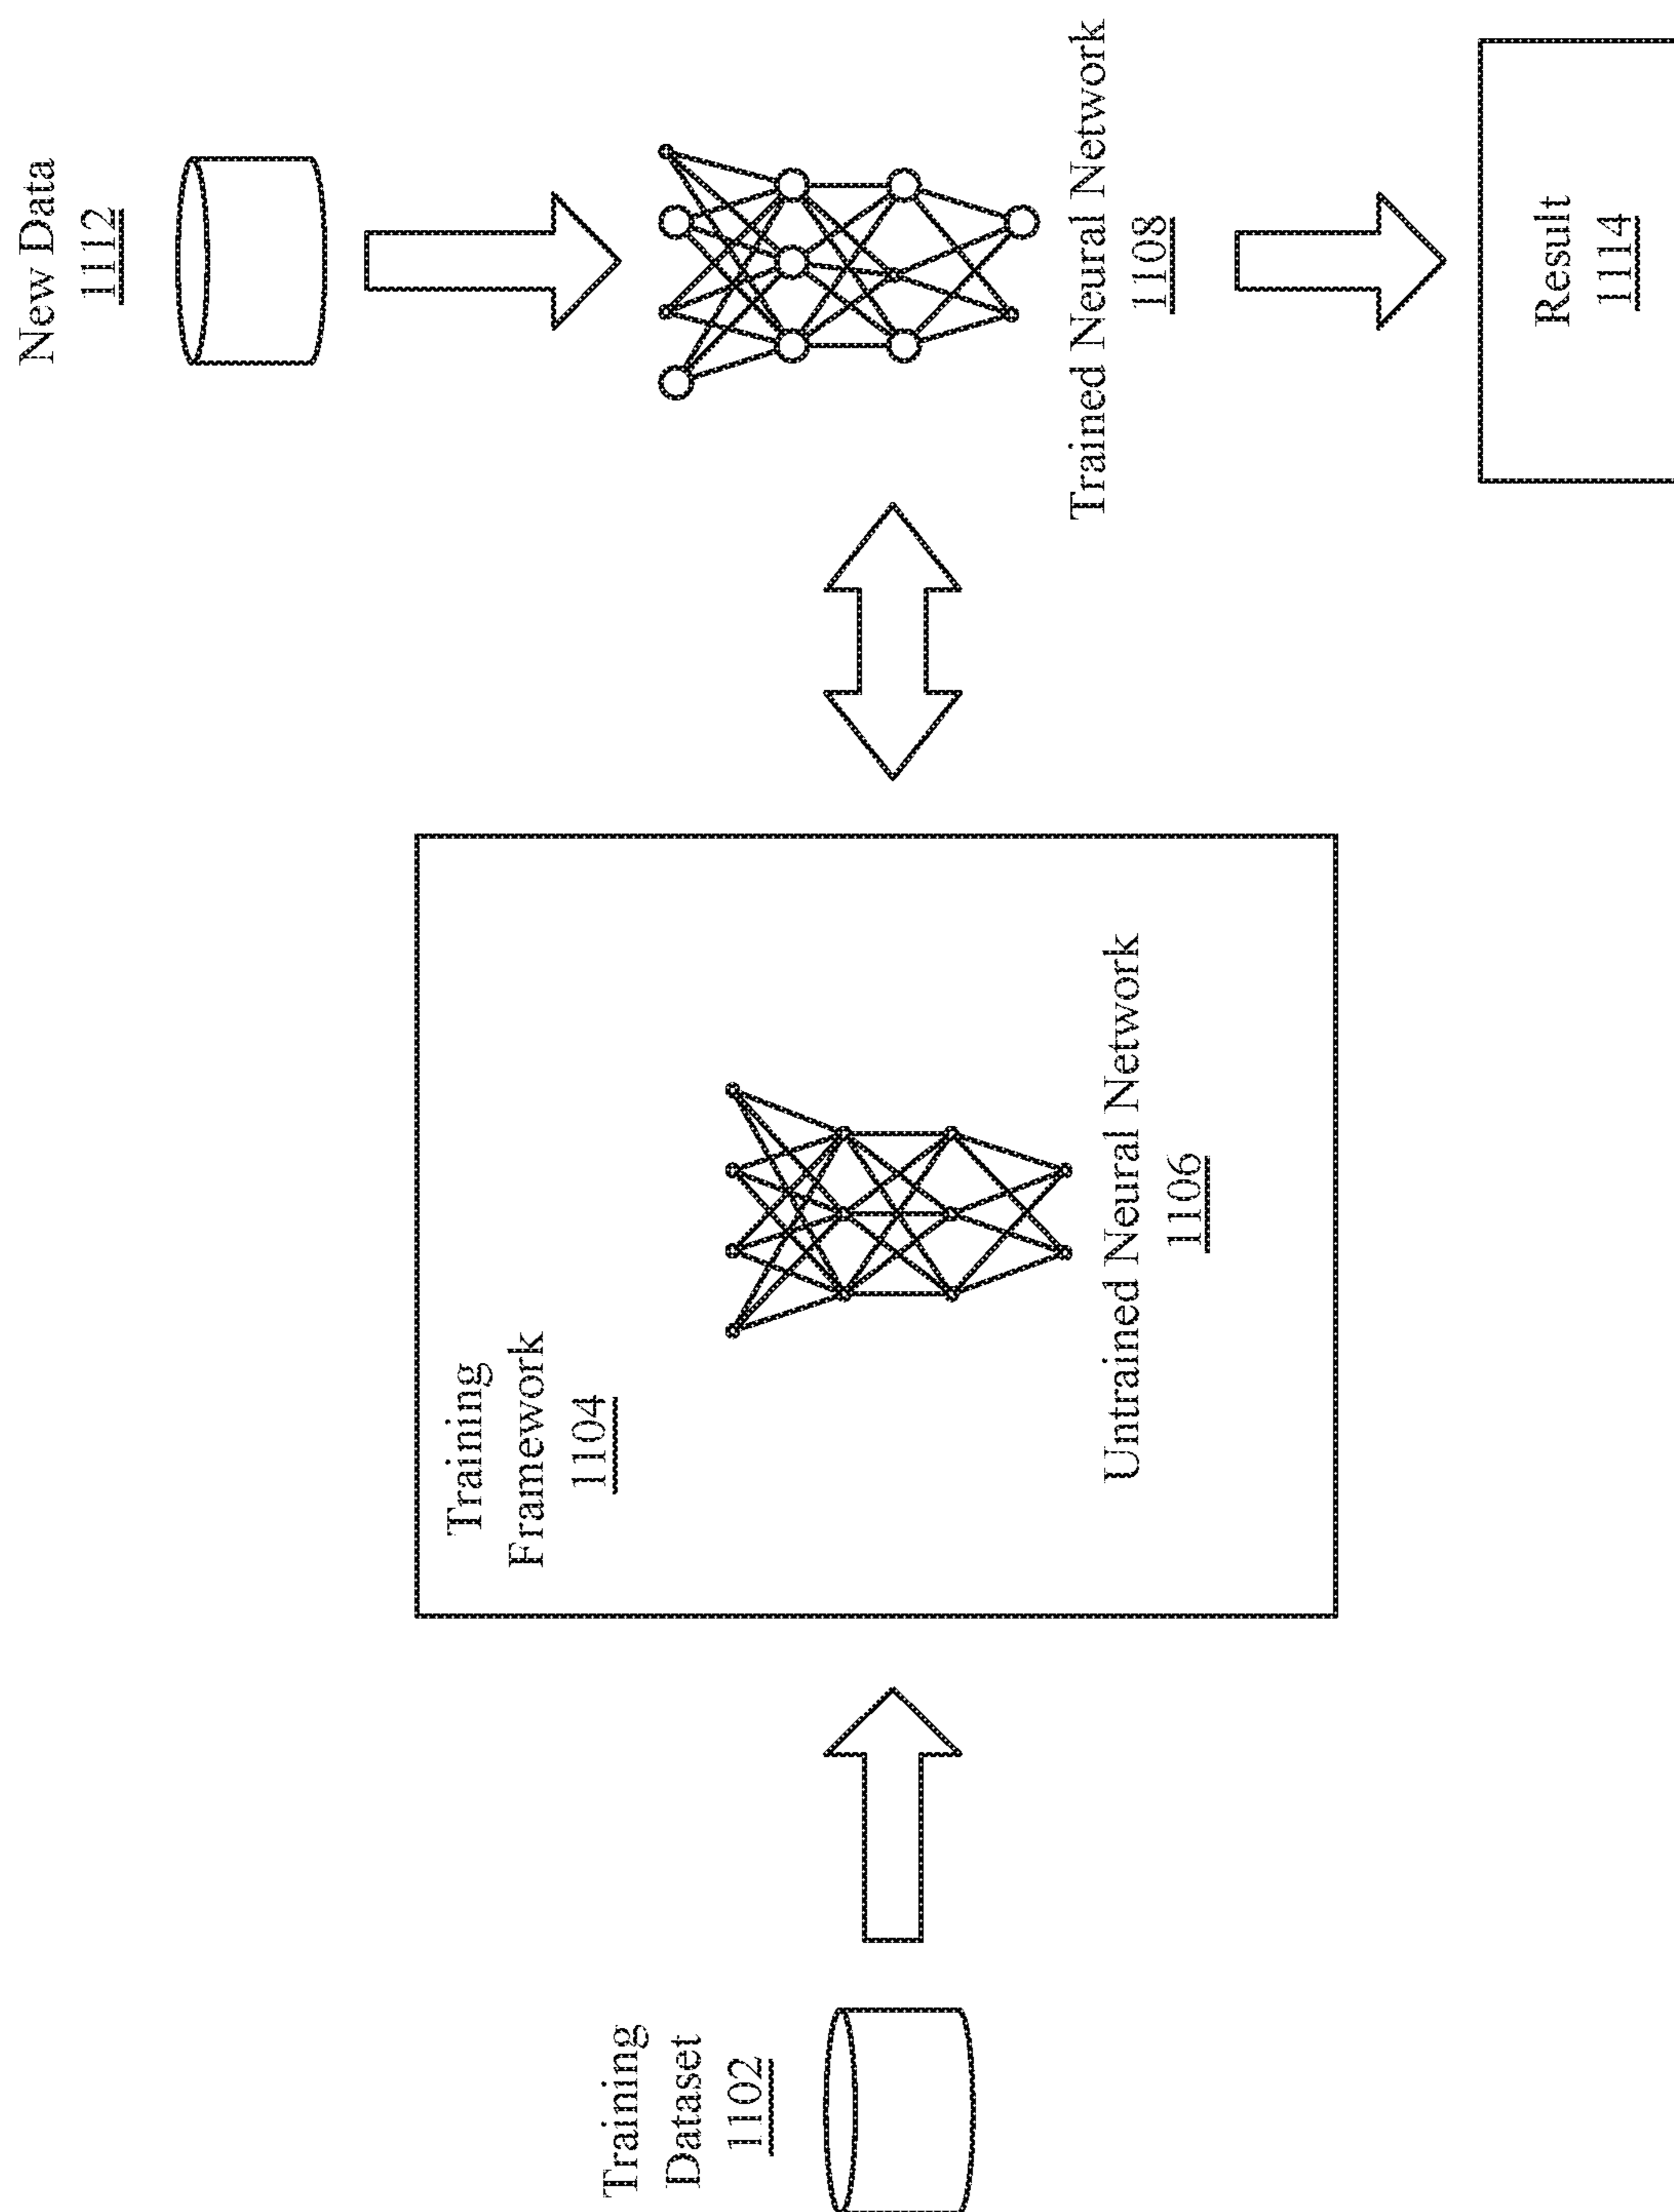 Training
Dataset
1102
Training
Framework
1104
Untrained Neural Network
1106
New Data
1112
Trained Neural Network
1108
Result
1114